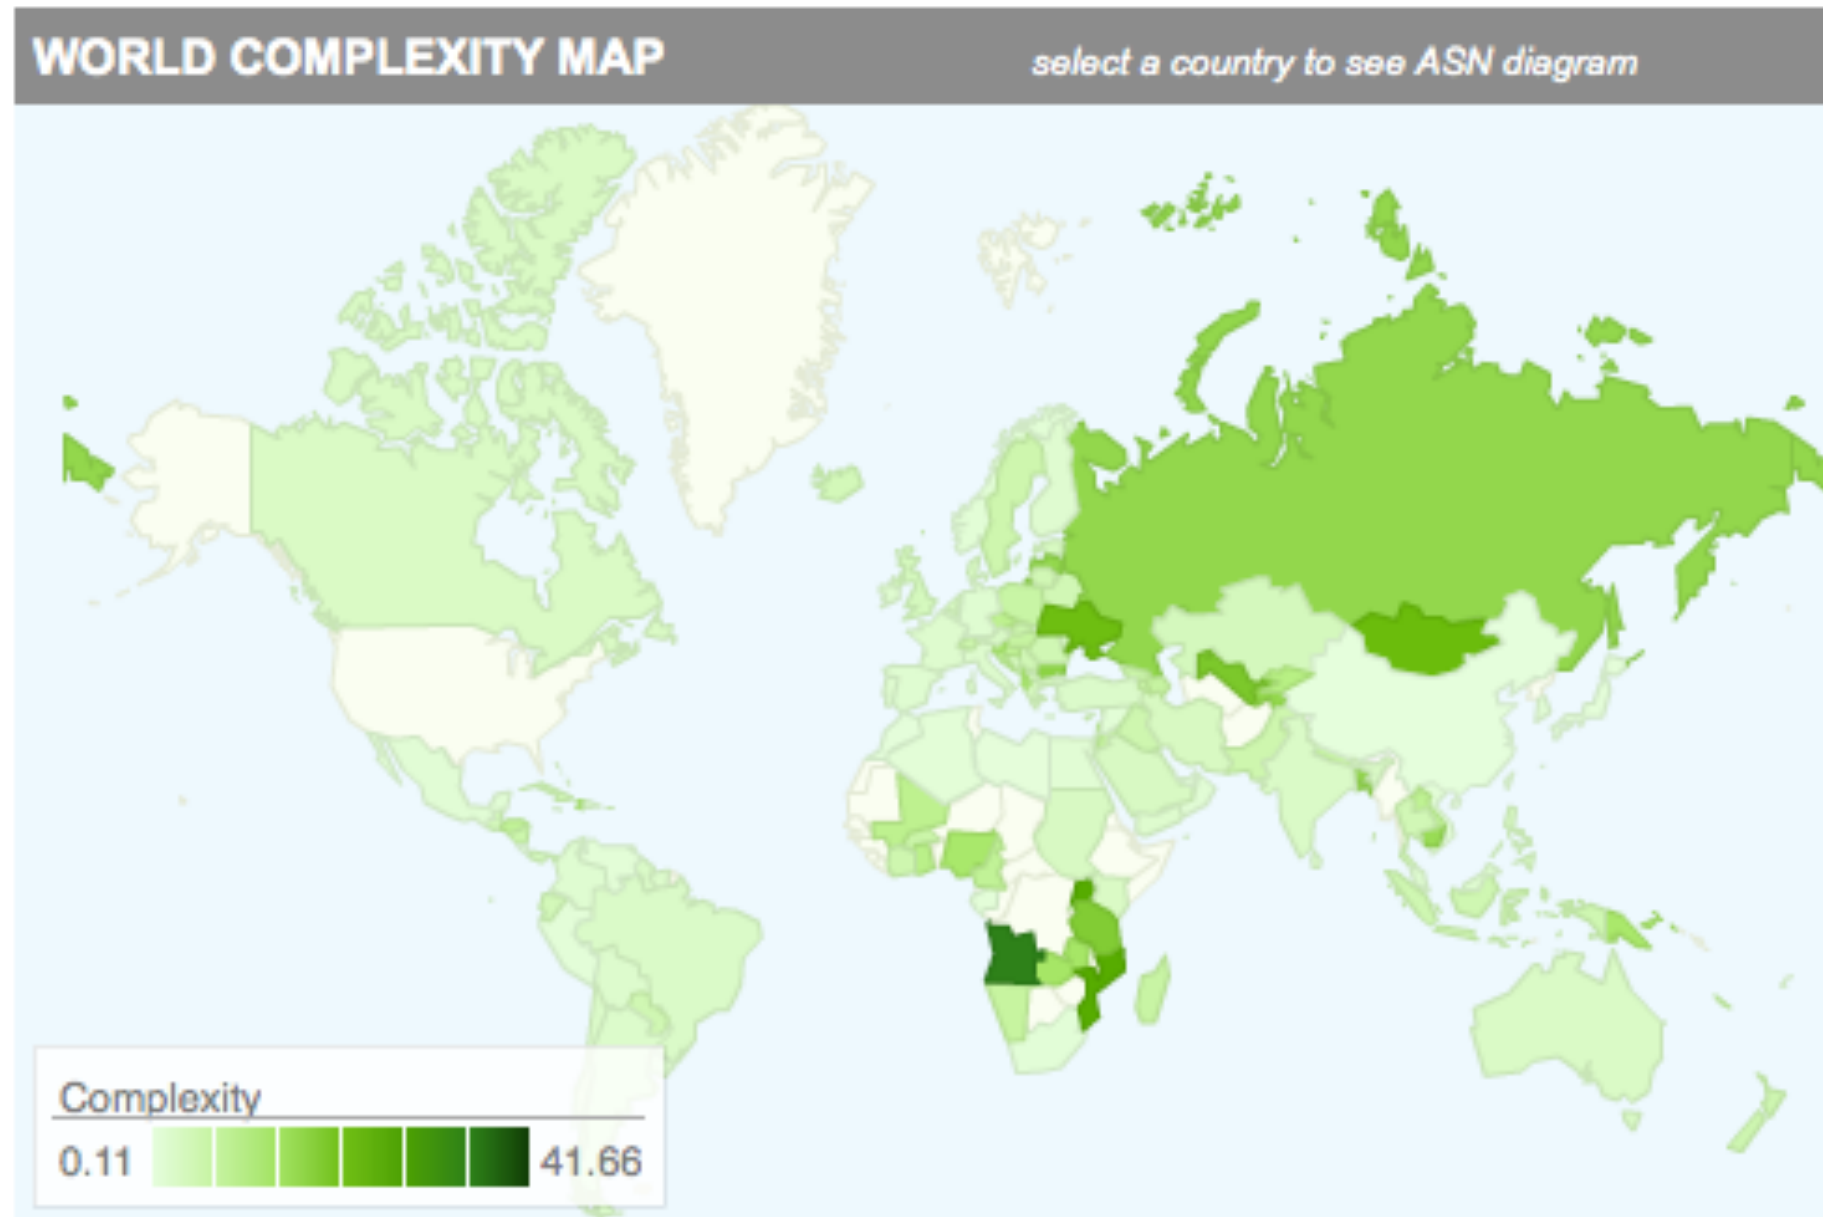 WORLD COMPLEXITY MAP
select a country to see ASN diagram
Complexity
0.11
41.66